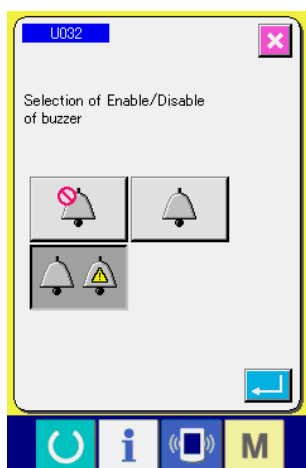 U032
Selection of Enable/Disable
of buzzer
i
M